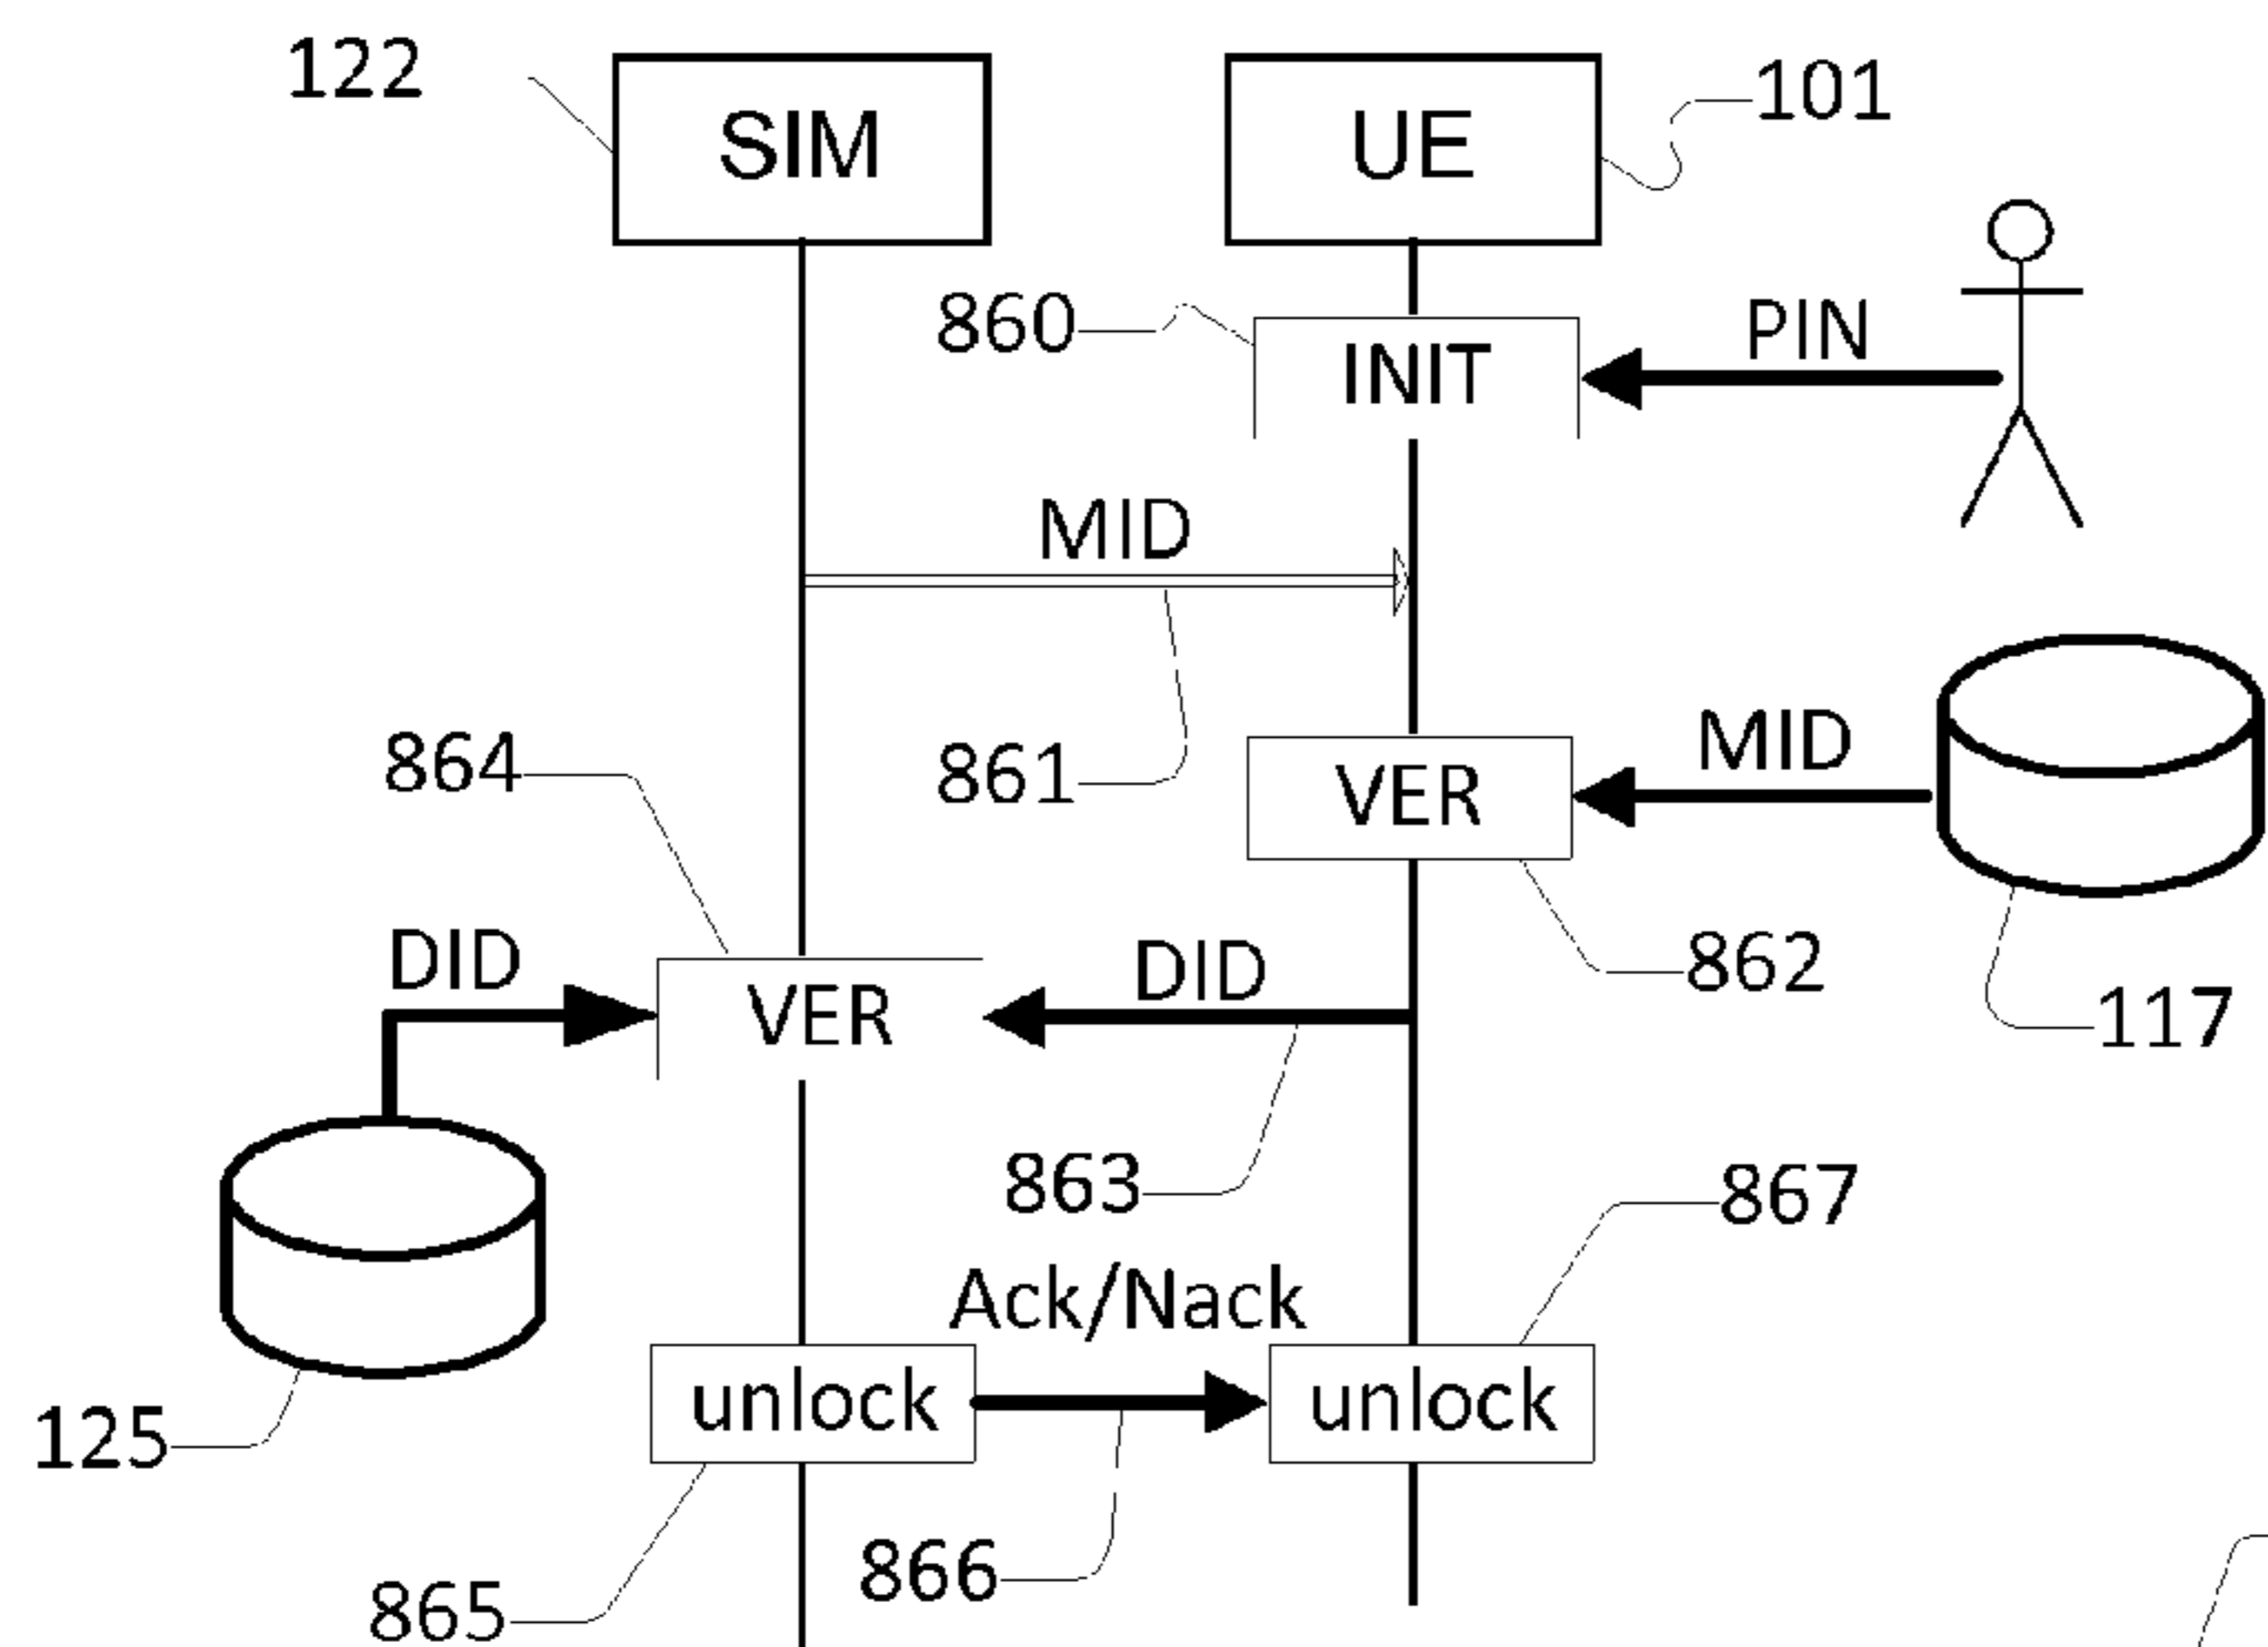 122
SIM
UE
101
860
INIT
PIN
MID
861
864
VER
MID
862
117
DID
VER
DID
863
867
Ack/Nack
125
unlock
unlock
866
865